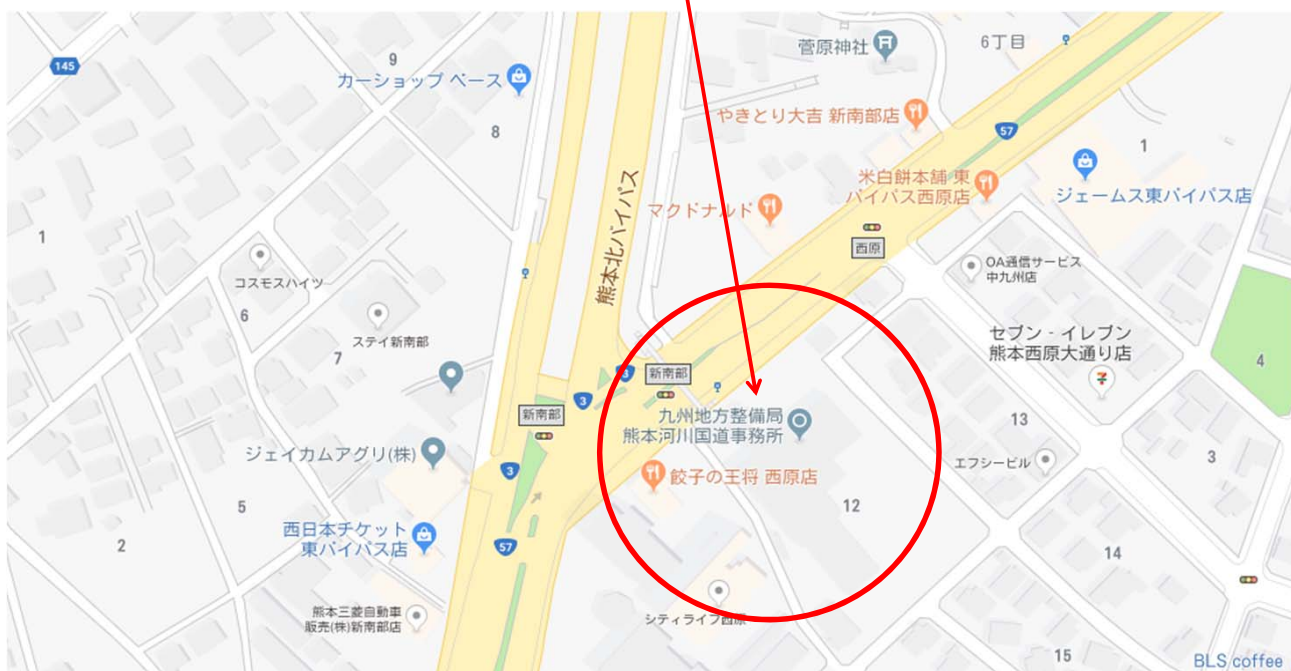 菅原神社
6丁目
145
9
カーショップ ベース
8
やきとり大吉 新南部店
57
1
米白餅本舗 東
バイパス西原店
ジェームス東バイパス店
マクドナルド
熊本北バイパス
西原
1
コスモスハイツ
OA通信サービス
中九州店
6
ステイ新南部
7
セブン - イレブン
熊本西原大通り店
4
3
新南部
3
新南部
九州地方整備局
熊本河川国道事務所
13
ジェイカムアグリ(株)
3
エフシービル
3
餃子の王将 西原店
12
5
2
西日本チケット
東バイパス店
57
14
熊本三菱自動車
販売(株)新南部店
シティライフ西原
15
BLS coffee